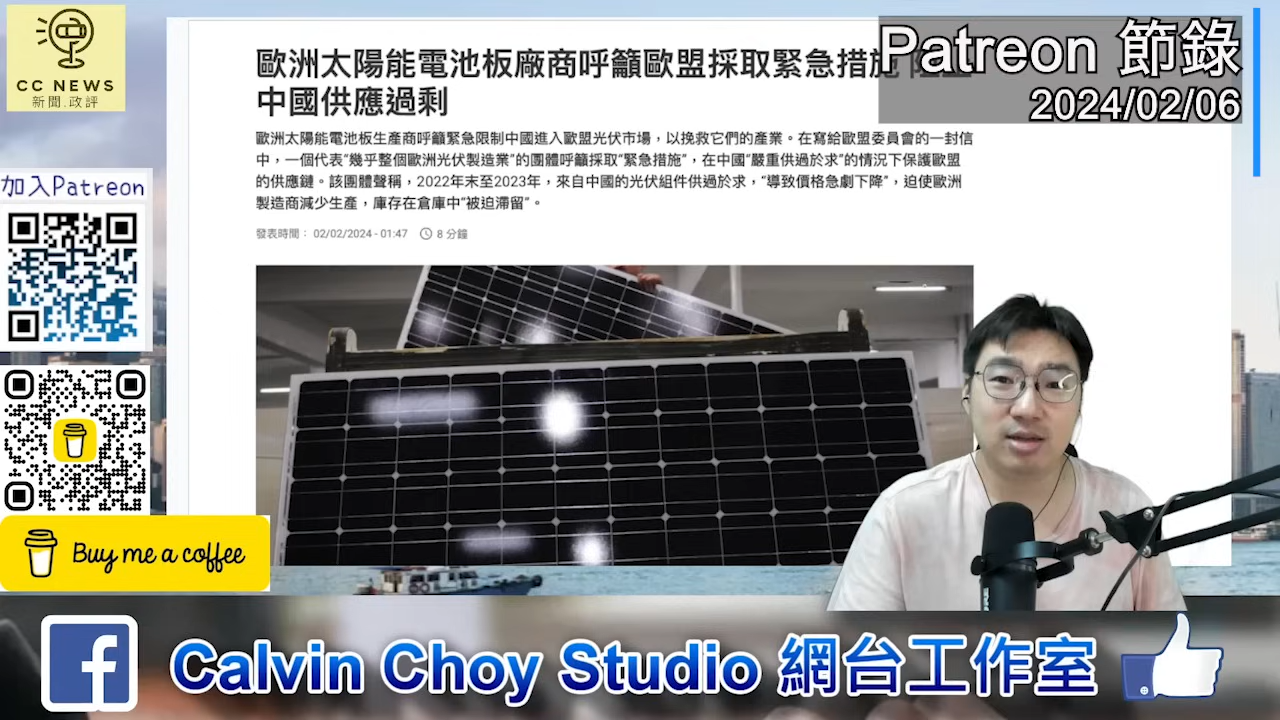 CC NEWS
新聞.政評
加入Patreon
Buy me a coffee
歐洲太陽能電池板廠商呼籲歐盟採取緊急措施
中國供應過剩
歐洲太陽能電池板生產商呼籲緊急限制中國進入歐盟光伏市場，以挽救它們的產業。在寫給歐盟委員會的一封信
中，一個代表“幾乎整個歐洲光伏製造業”的團體呼籲採取“緊急措施”，在中國“嚴重供過於求”的情況下保護歐盟
的供應鏈。該團體聲稱，2022年末至2023年，來自中國的光伏組件供過於求，“導致價格急劇下降”，迫使歐洲
製造商減少生產，庫存在倉庫中“被迫滯留”。
發表時間： 02/02/2024 - 01:47 8 分鐘
Patreon 節錄
2024/02/06
Calvin Choy Studio 網台工作室